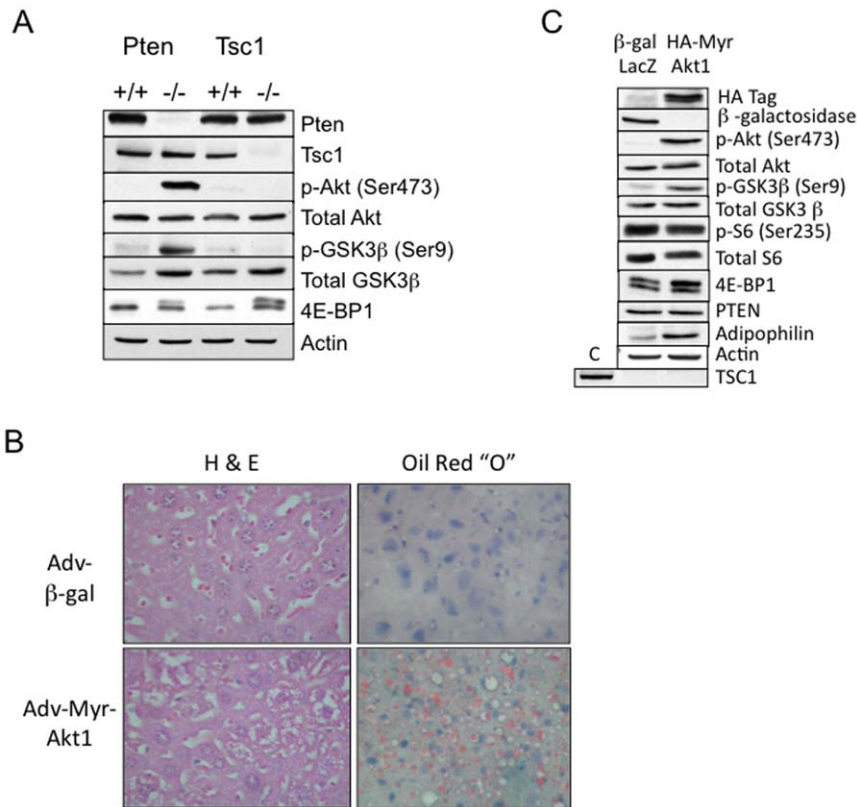 A
Pten Tsc1
+/+ -/- +/+ -/-
Pten
Tsc1
p-Akt (Ser473)
Total Akt
p-GSK3β (Ser9)
Total GSK3β
4E-BP1
Actin
C
β-gal HA-Myr
LacZ Akt1
HA Tag
β -galactosidase
p-Akt (Ser473)
Total Akt
p-GSK3β (Ser9)
Total GSK3 β
p-S6 (Ser235)
Total S6
4E-BP1
PTEN
Adipophilin
Actin
C
TSC1
B
H & E Oil Red “O”
Adv-
β-gal
Adv-Myr-
Akt1